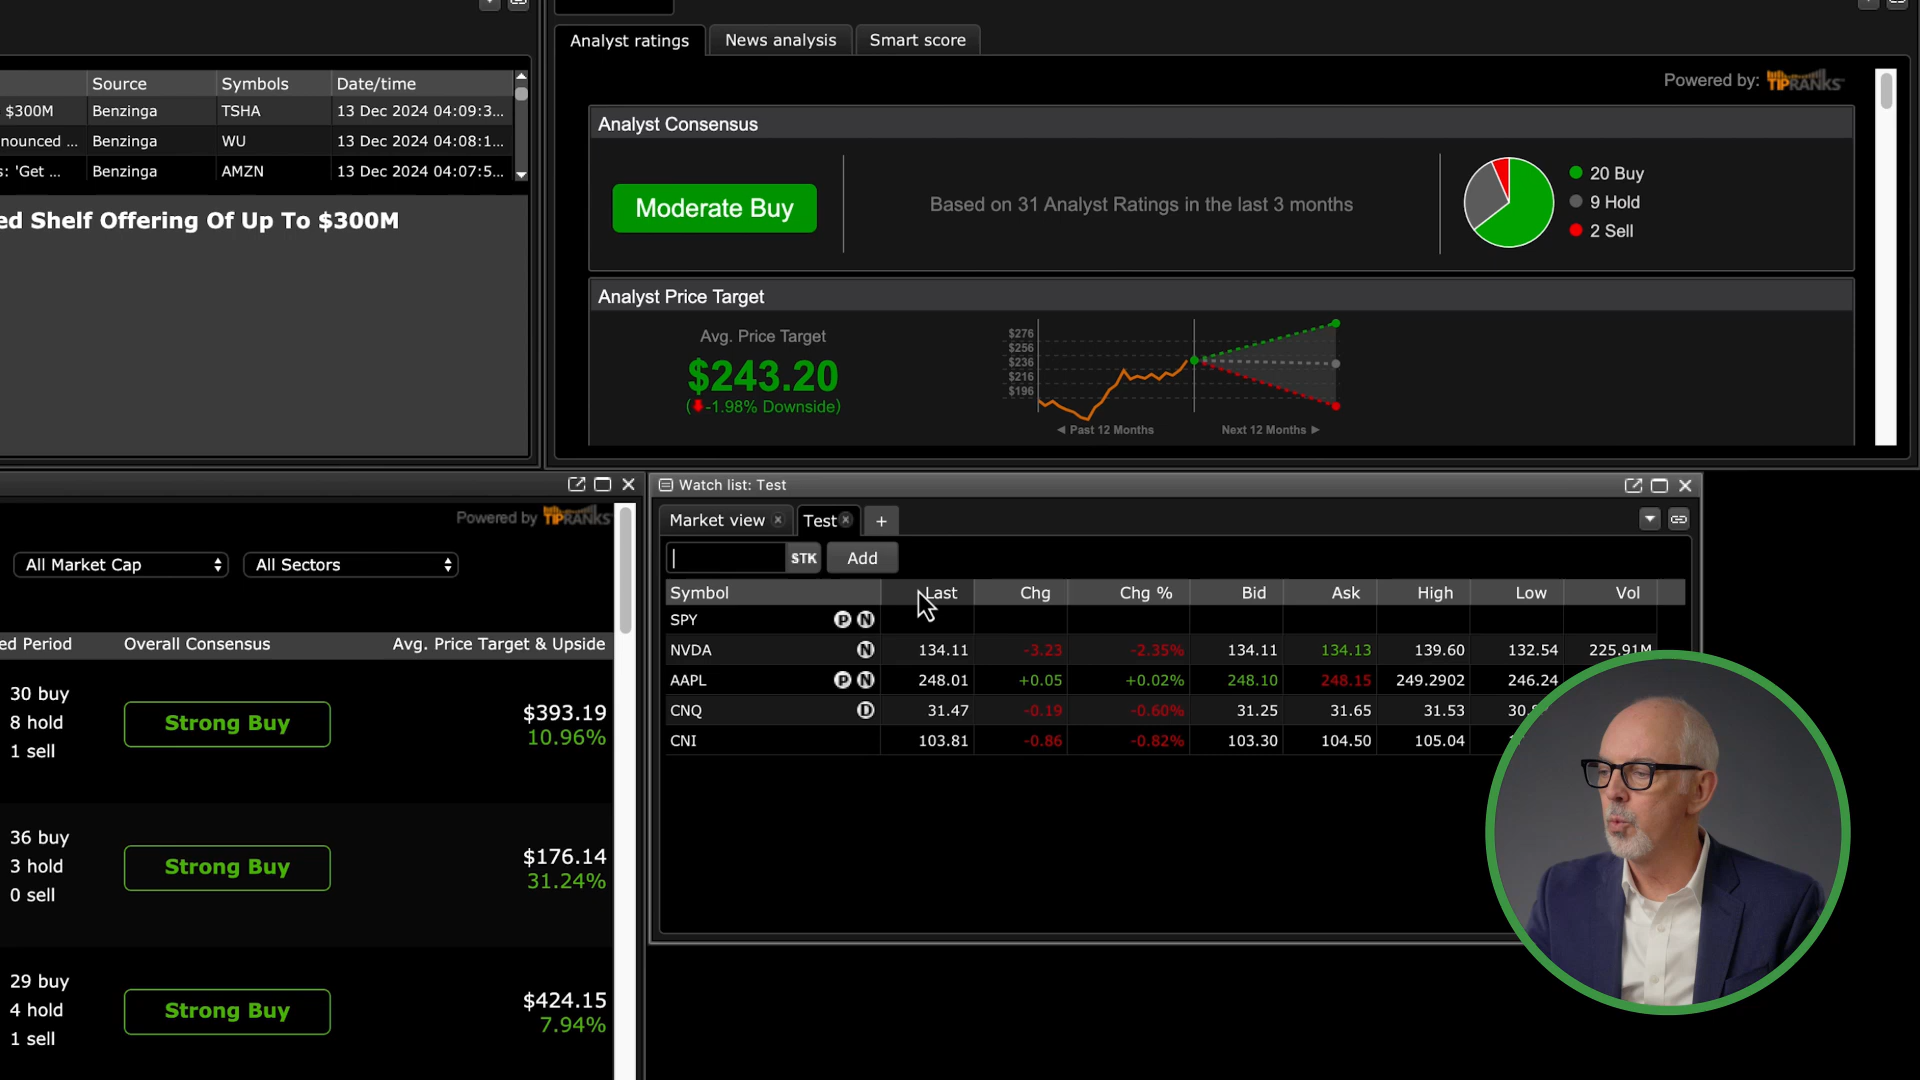 Analyst ratings
News analysis
Smart score
Source
Symbols
Date/time
$300M
Benzinga
TSHA
13 Dec 2024 04:09:3...
nounced ...
Benzinga
WU
13 Dec 2024 04:08:1...
s: 'Get ...
Benzinga
AMZN
13 Dec 2024 04:07:5...
ed Shelf Offering Of Up To $300M
Powered by: TIPRANKS
Analyst Consensus
Moderate Buy
Based on 31 Analyst Ratings in the last 3 months
20 Buy
9 Hold
2 Sell
Analyst Price Target
Avg. Price Target
$243.20
(-1.98% Downside)
$276
$256
$236
$216
$196
Past 12 Months
Next 12 Months
Powered by TIPRANKS
All Market Cap
All Sectors
ed Period
Overall Consensus
Avg. Price Target & Upside
30 buy
8 hold
1 sell
Strong Buy
$393.19
10.96%
36 buy
3 hold
0 sell
Strong Buy
$176.14
31.24%
29 buy
4 hold
1 sell
Strong Buy
$424.15
7.94%
Watch list: Test
Market view
Test
+
STK
Add
Symbol Last Chg Chg % Bid Ask High Low Vol
SPY P N
NVDA N 134.11 -3.23 -2.35% 134.11 134.13 139.60 132.54 225.91M
AAPL P N 248.01 +0.05 +0.02% 248.10 248.15 249.2902 246.24
CNQ D 31.47 -0.19 -0.60% 31.25 31.65 31.53
CNI 103.81 -0.86 -0.82% 103.30 104.50 105.04